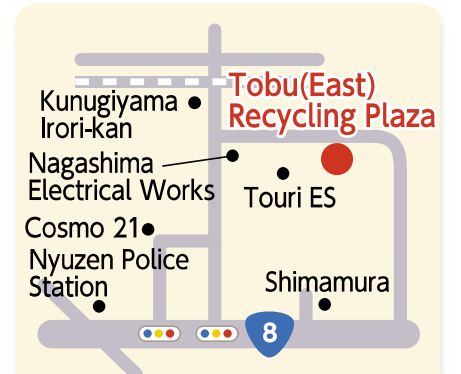 Tobu(East)
Recycling Plaza
Kunugiyama
Irori-kan
Nagashima
Electrical Works
Touri ES
Cosmo 21
Nyuzen Police
Station
Shimamura
8